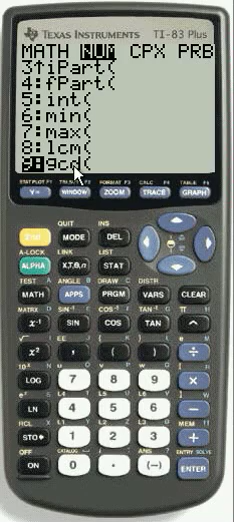 TEXAS INSTRUMENTS TI-83 Plus
MATH NUM CPX PRB
3↑iPart(
4:fPart(
5:int(
6:min(
7:max(
8:lcm(
9:gcd(
STAT PLOT F1 TBLSET F2 FORMAT F3 CALC F4 TABLE F5
Y= WINDOW ZOOM TRACE GRAPH
QUIT INS
2nd MODE DEL
A-LOCK LINK LIST
ALPHA X,T,θ,n STAT
TEST A ANGLE B DRAW C DISTR
MATH APPS PRGM VARS CLEAR
MATRX D SIN⁻¹ E COS⁻¹ F TAN⁻¹ G π H
x⁻¹ SIN COS TAN ^
√ EE J
x² , ( ) ÷
10ˣ
LOG 7 8 9 ×
eˣ
LN 4 5 6 −
RCL X L1 L2 L3 MEM
STO▸ 1 2 3 +
OFF CATALOG i ANS ? ENTRY SOLVE
ON 0 . (−) ENTER